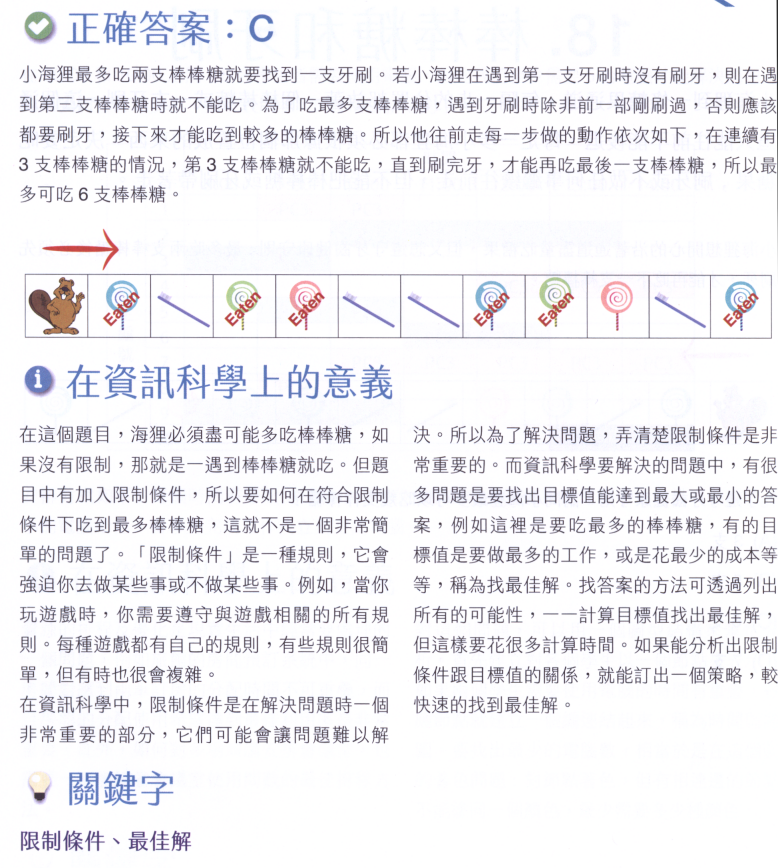 正確答案：C
小海狸最多吃兩支棒棒糖就要找到一支牙刷。若小海狸在遇到第一支牙刷時沒有刷牙，則在遇
到第三支棒棒糖時就不能吃。為了吃最多支棒棒糖，遇到牙刷時除非前一部剛刷過，否則應該
都要刷牙，接下來才能吃到較多的棒棒糖。所以他往前走每一步做的動作依次如下，在連續有
3 支棒棒糖的情況，第 3 支棒棒糖就不能吃，直到刷完牙，才能再吃最後一支棒棒糖，所以最
多可吃 6 支棒棒糖。
Eaten
Eaten
Eaten
Eaten
Eaten
Eaten
在資訊科學上的意義
在這個題目，海狸必須盡可能多吃棒棒糖，如
果沒有限制，那就是一遇到棒棒糖就吃。但題
目中有加入限制條件，所以要如何在符合限制
條件下吃到最多棒棒糖，這就不是一個非常簡
單的問題了。「限制條件」是一種規則，它會
強迫你去做某些事或不做某些事。例如，當你
玩遊戲時，你需要遵守與遊戲相關的所有規
則。每種遊戲都有自己的規則，有些規則很簡
單，但有時也很會複雜。
在資訊科學中，限制條件是在解決問題時一個
非常重要的部分，它們可能會讓問題難以解
決。所以為了解決問題，弄清楚限制條件是非
常重要的。而資訊科學要解決的問題中，有很
多問題是要找出目標值能達到最大或最小的答
案，例如這裡是要吃最多的棒棒糖，有的目
標值是要做最多的工作，或是花最少的成本等
等，稱為找最佳解。找答案的方法可透過列出
所有的可能性，一一計算目標值找出最佳解，
但這樣要花很多計算時間。如果能分析出限制
條件跟目標值的關係，就能訂出一個策略，較
快速的找到最佳解。
關鍵字
限制條件、最佳解